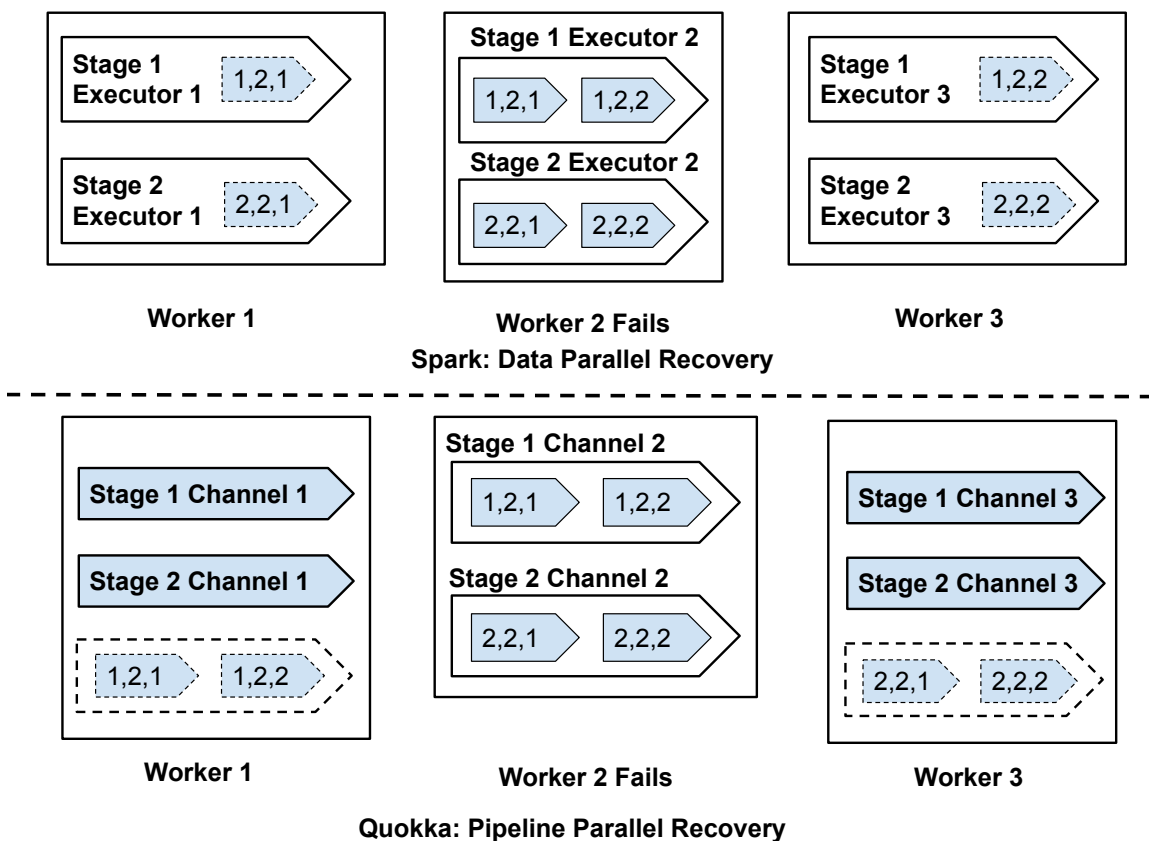 Stage 1
Executor 1
1,2,1
Stage 2
Executor 1
2,2,1
Worker 1
Stage 1 Executor 2
1,2,1
1,2,2
Stage 2 Executor 2
2,2,1
2,2,2
Worker 2 Fails
Stage 1
Executor 3
1,2,2
Stage 2
Executor 3
2,2,2
Worker 3
Spark: Data Parallel Recovery
Stage 1 Channel 1
Stage 2 Channel 1
1,2,1
1,2,2
Worker 1
Stage 1 Channel 2
1,2,1
1,2,2
Stage 2 Channel 2
2,2,1
2,2,2
Worker 2 Fails
Stage 1 Channel 3
Stage 2 Channel 3
2,2,1
2,2,2
Worker 3
Quokka: Pipeline Parallel Recovery